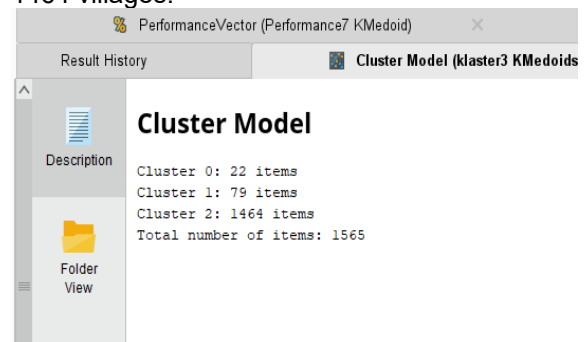 PerformanceVector (Performance7 KMedoid)
Result History
Cluster Model (klaster3 KMedoids
Description
Cluster Model
Cluster 0: 22 items
Cluster 1: 79 items
Cluster 2: 1464 items
Total number of items: 1565
Folder
View